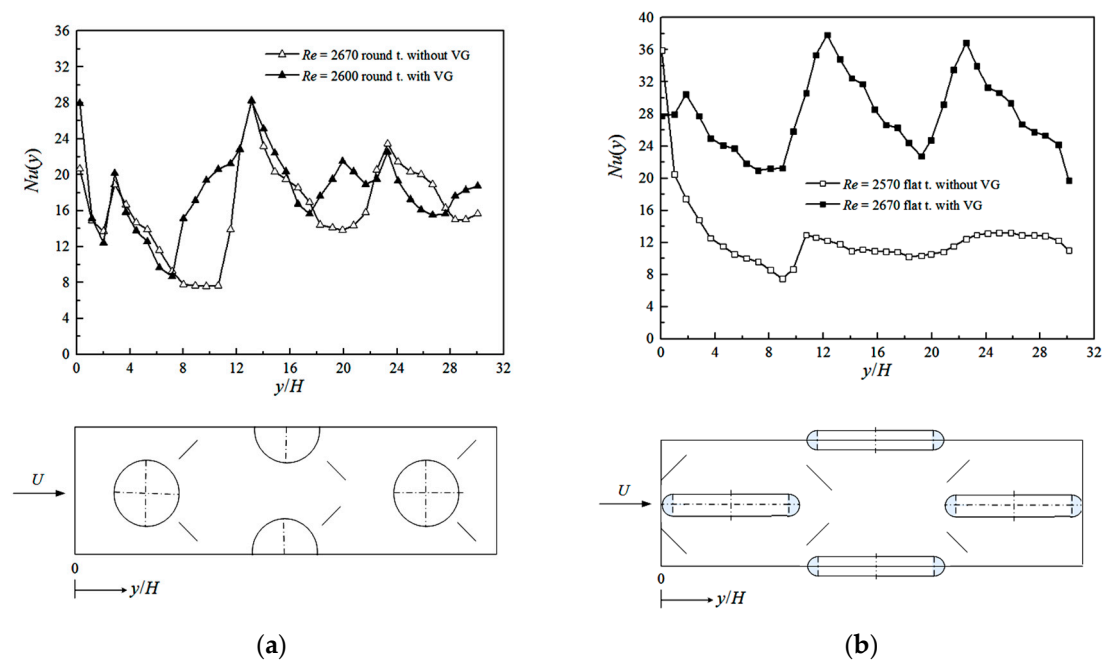 36
32
28
24
20
16
12
8
4
0
Nu(y)
Re = 2670 round t. without VG
Re = 2600 round t. with VG
0 4 8 12 16 20 24 28 32
y/H
U
0
y/H
(a)
40
36
32
28
24
20
16
12
8
4
0
Nu(y)
Re = 2570 flat t. without VG
Re = 2670 flat t. with VG
0 4 8 12 16 20 24 28 32
y/H
U
0
y/H
(b)